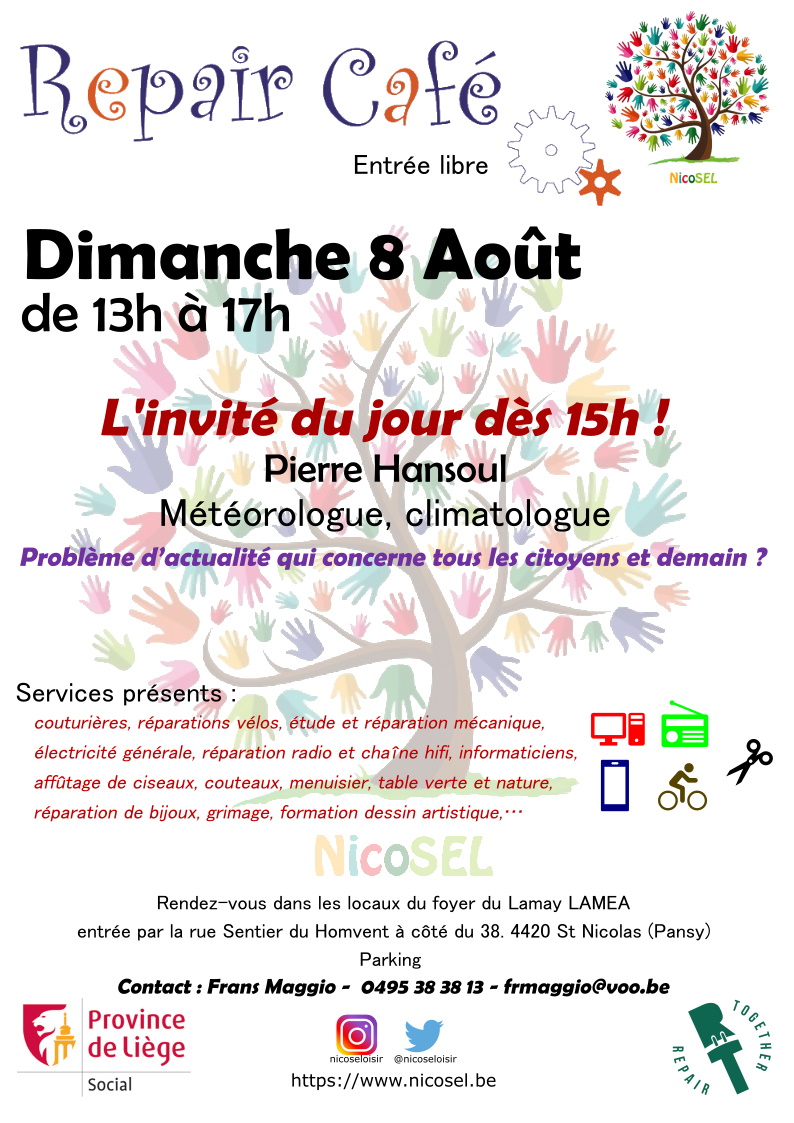 Repair Café
Entrée libre
NicoSEL
Dimanche 8 Août
de 13h à 17h
L'invité du jour dès 15h !
Pierre Hansoul
Météorologue, climatologue
Problème d’actualité qui concerne tous les citoyens et demain ?
Services présents :
couturières, réparations vélos, étude et réparation mécanique,
électricité générale, réparation radio et chaîne hifi, informaticiens,
affûtage de ciseaux, couteaux, menuisier, table verte et nature,
réparation de bijoux, grimage, formation dessin artistique,…
NicoSEL
Rendez-vous dans les locaux du foyer du Lamay LAMEA
entrée par la rue Sentier du Homvent à côté du 38. 4420 St Nicolas (Pansy)
Parking
Contact : Frans Maggio - 0495 38 38 13 - frmaggio@voo.be
Province
de Liège
Social
nicoseloisir @nicoseloisir
https://www.nicosel.be
RT
REPAIR
TOGETHER